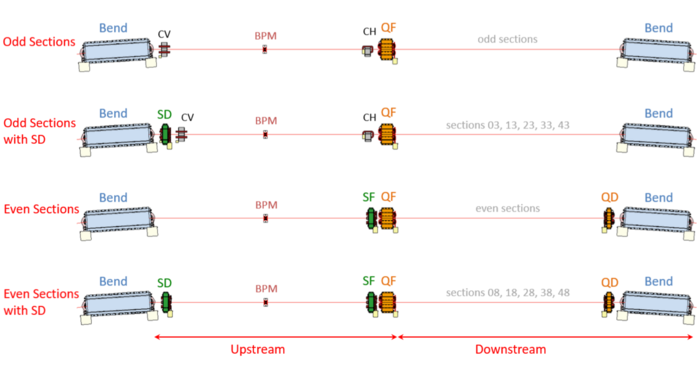 Bend CV BPM CH QF odd sections Bend
Odd Sections
Bend SD CV BPM CH QF sections 03, 13, 23, 33, 43 Bend
Odd Sections
with SD
Bend BPM SF QF even sections QD Bend
Even Sections
Bend SD BPM SF QF sections 08, 18, 28, 38, 48 QD Bend
Even Sections
with SD
Upstream Downstream